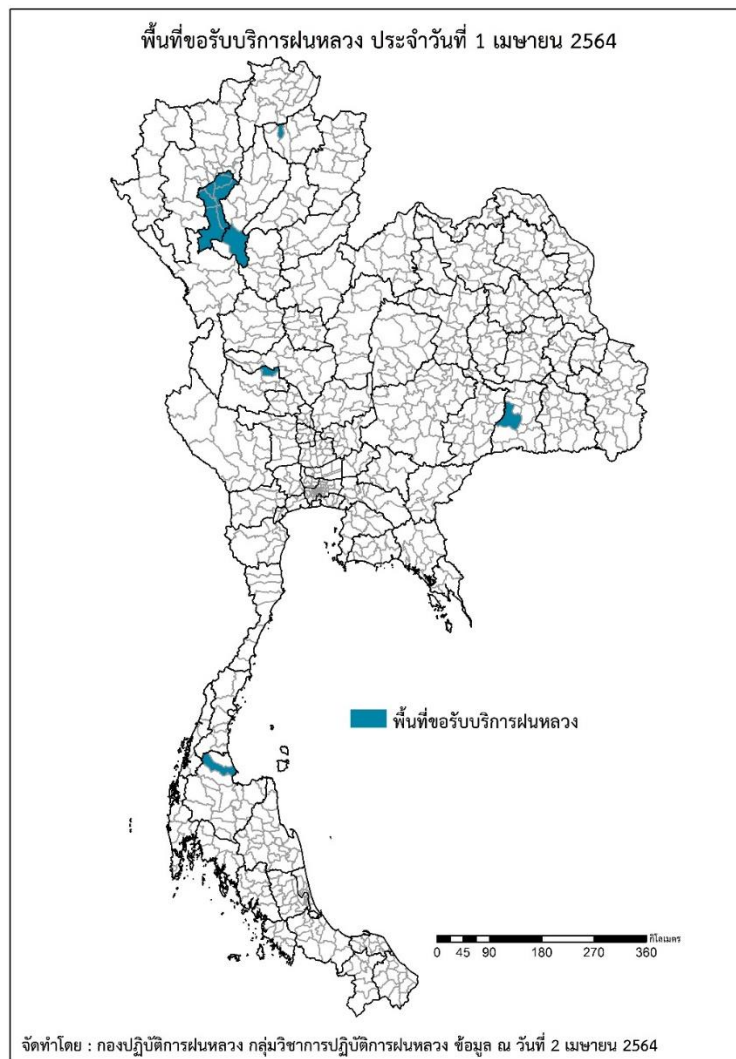 พื้นที่ขอรับบริการฝนหลวง ประจำวันที่ 1 เมษายน 2564
พื้นที่ขอรับบริการฝนหลวง
กิโลเมตร
0 45 90 180 270 360
จัดทำโดย : กองปฏิบัติการฝนหลวง กลุ่มวิชาการปฏิบัติการฝนหลวง ข้อมูล ณ วันที่ 2 เมษายน 2564